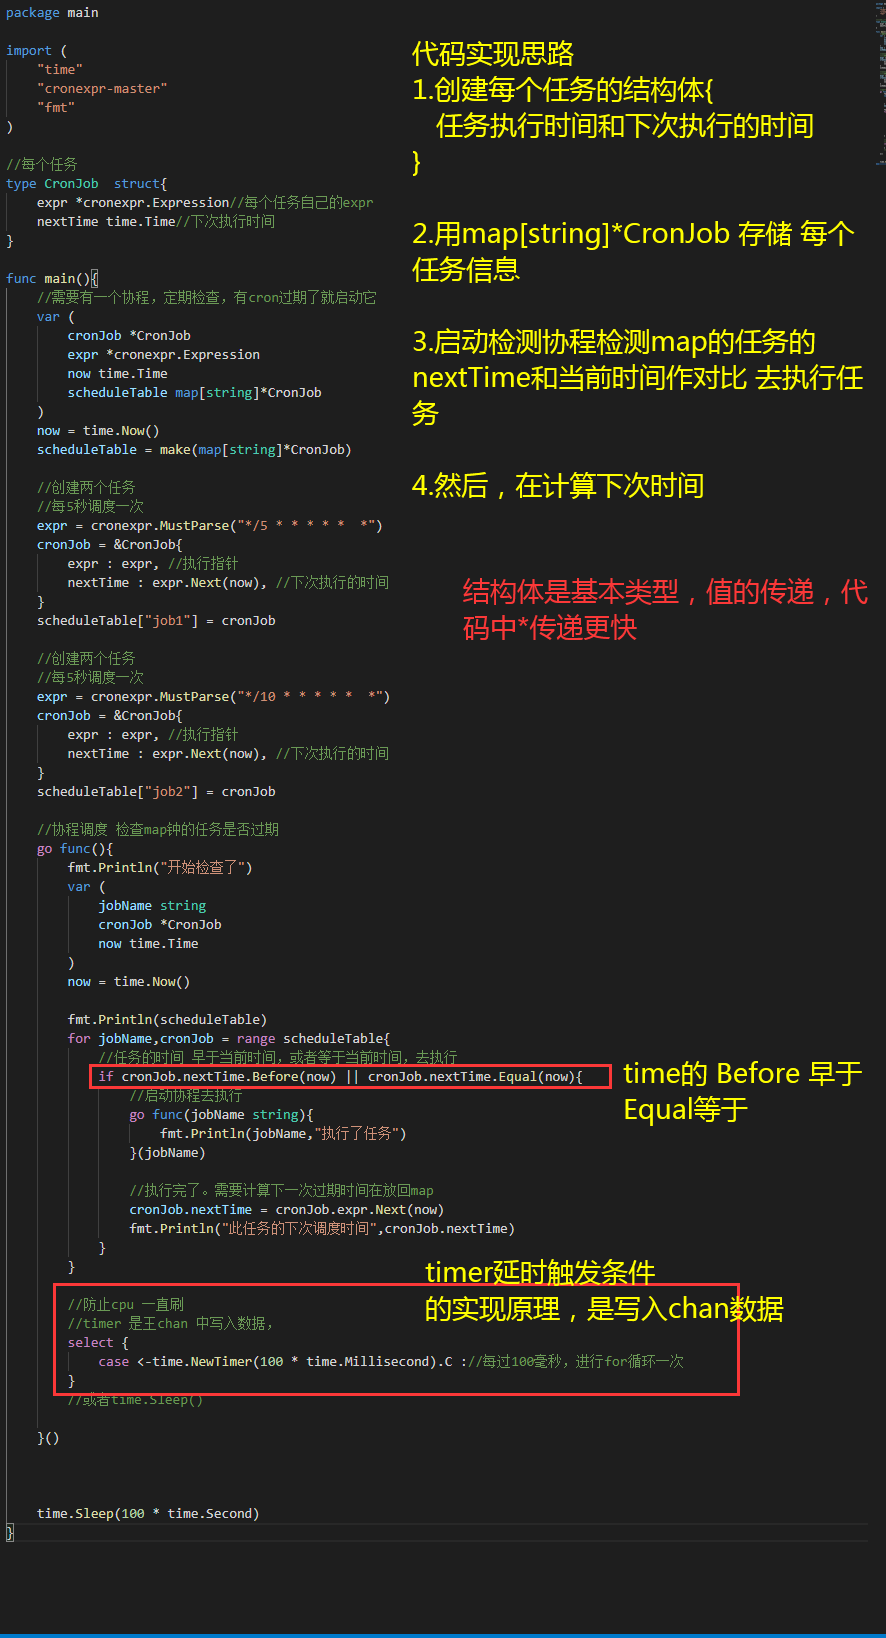 package main
import (
"time"
"cronexpr-master"
"fmt"
)
//每个任务
type CronJob  struct{
expr *cronexpr.Expression//每个任务自己的expr
nextTime time.Time//下次执行时间
}
func main(){
//需要有一个协程，定期检查，有cron过期了就启动它
var (
cronJob *CronJob
expr *cronexpr.Expression
now time.Time
scheduleTable map[string]*CronJob
)
now = time.Now()
scheduleTable = make(map[string]*CronJob)
//创建两个任务
//每5秒调度一次
expr = cronexpr.MustParse("*/5 * * * * *  *")
cronJob = &CronJob{
expr : expr, //执行指针
nextTime : expr.Next(now), //下次执行的时间
}
scheduleTable["job1"] = cronJob
//创建两个任务
//每5秒调度一次
expr = cronexpr.MustParse("*/10 * * * * *  *")
cronJob = &CronJob{
expr : expr, //执行指针
nextTime : expr.Next(now), //下次执行的时间
}
scheduleTable["job2"] = cronJob
//协程调度 检查map钟的任务是否过期
go func(){
fmt.Println("开始检查了")
var (
jobName string
cronJob *CronJob
now time.Time
)
now = time.Now()
fmt.Println(scheduleTable)
for jobName,cronJob = range scheduleTable{
//任务的时间 早于当前时间，或者等于当前时间，去执行
if cronJob.nextTime.Before(now) || cronJob.nextTime.Equal(now){
//启动协程去执行
go func(jobName string){
fmt.Println(jobName,"执行了任务")
}(jobName)
//执行完了。需要计算下一次过期时间在放回map
cronJob.nextTime = cronJob.expr.Next(now)
fmt.Println("此任务的下次调度时间",cronJob.nextTime)
}
}
//防止cpu 一直刷
//timer 是王chan 中写入数据，
select {
case <-time.NewTimer(100 * time.Millisecond).C ://每过100毫秒，进行for循环一次
}
//或者time.Sleep()
}()
time.Sleep(100 * time.Second)
}
代码实现思路
1.创建每个任务的结构体{
任务执行时间和下次执行的时间
}
2.用map[string]*CronJob 存储 每个
任务信息
3.启动检测协程检测map的任务的
nextTime和当前时间作对比 去执行任
务
4.然后，在计算下次时间
结构体是基本类型，值的传递，代
码中*传递更快
time的 Before 早于
Equal等于
timer延时触发条件
的实现原理，是写入chan数据